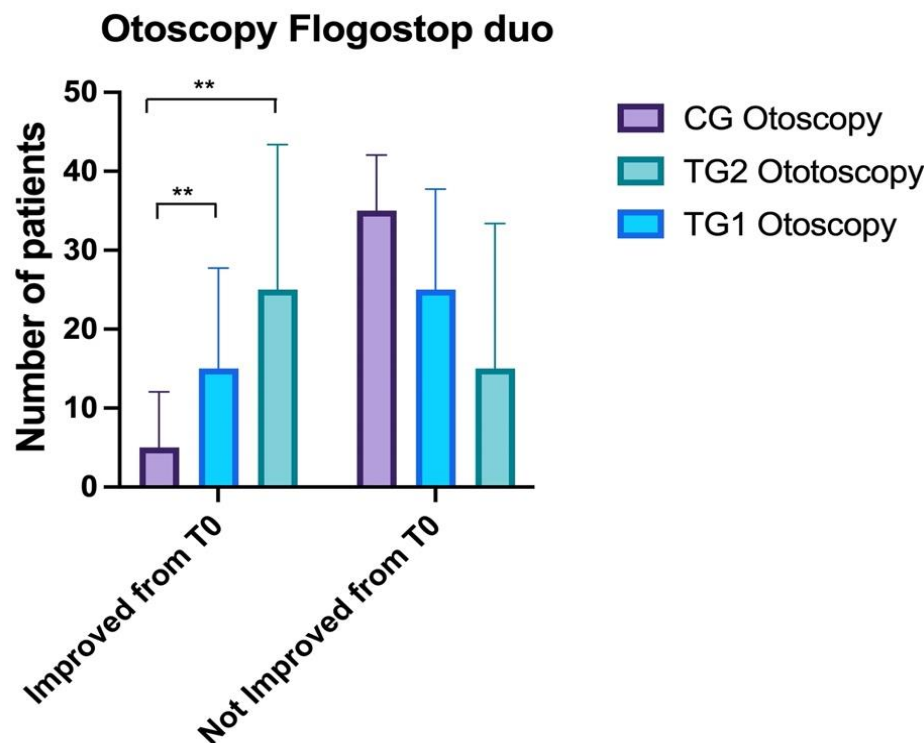 Otoscopy Flogostop duo
Number of patients
50
40
30
20
10
0
**
**
Improved from T0
Not Improved from T0
CG Otoscopy
TG2 Ototoscopy
TG1 Otoscopy